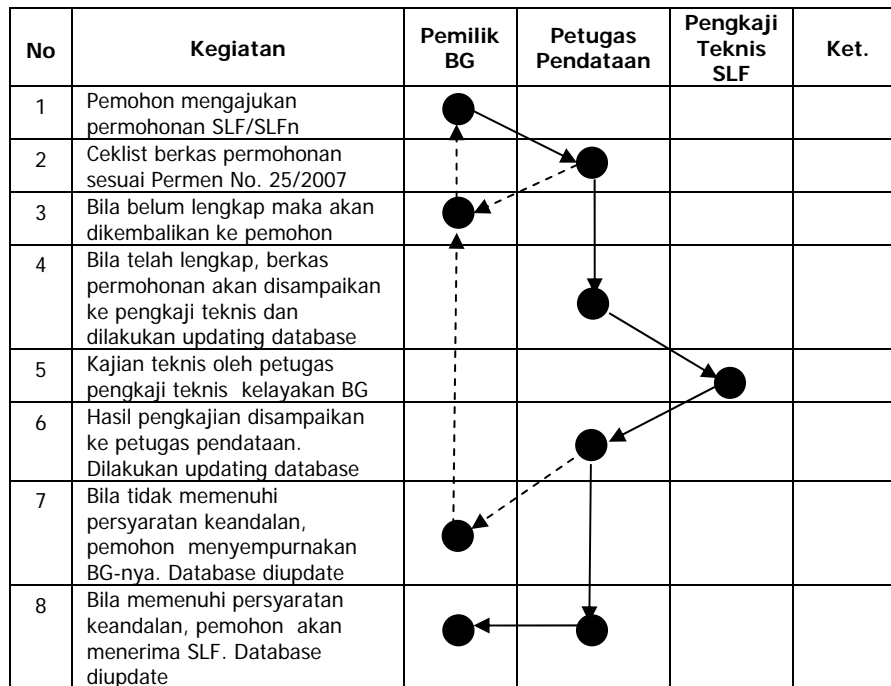 No Kegiatan Pemilik BG Petugas Pendataan Pengkaji Teknis SLF Ket.
1 Pemohon mengajukan
permohonan SLF/SLFn
2 Ceklist berkas permohonan
sesuai Permen No. 25/2007
3 Bila belum lengkap maka akan
dikembalikan ke pemohon
4 Bila telah lengkap, berkas
permohonan akan disampaikan
ke pengkaji teknis dan
dilakukan updating database
5 Kajian teknis oleh petugas
pengkaji teknis kelayakan BG
6 Hasil pengkajian disampaikan
ke petugas pendataan.
Dilakukan updating database
7 Bila tidak memenuhi
persyaratan keandalan,
pemohon menyempurnakan
BG-nya. Database diupdate
8 Bila memenuhi persyaratan
keandalan, pemohon akan
menerima SLF. Database
diupdate